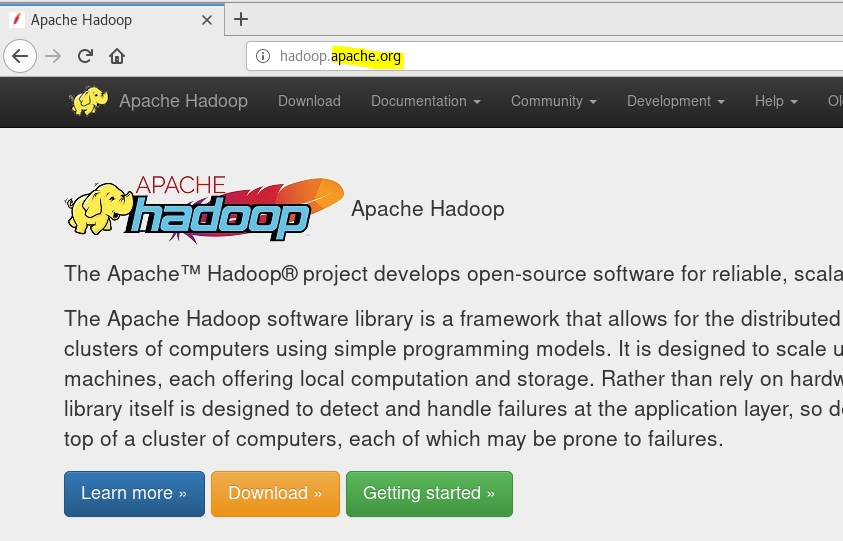 Apache Hadoop
hadoop.apache.org
Apache Hadoop Download Documentation Community Development Help Ol
APACHE
hadoop
Apache Hadoop
The Apache™ Hadoop® project develops open-source software for reliable, scala
The Apache Hadoop software library is a framework that allows for the distributed
clusters of computers using simple programming models. It is designed to scale u
machines, each offering local computation and storage. Rather than rely on hardw
library itself is designed to detect and handle failures at the application layer, so d
top of a cluster of computers, each of which may be prone to failures.
Learn more » Download » Getting started »